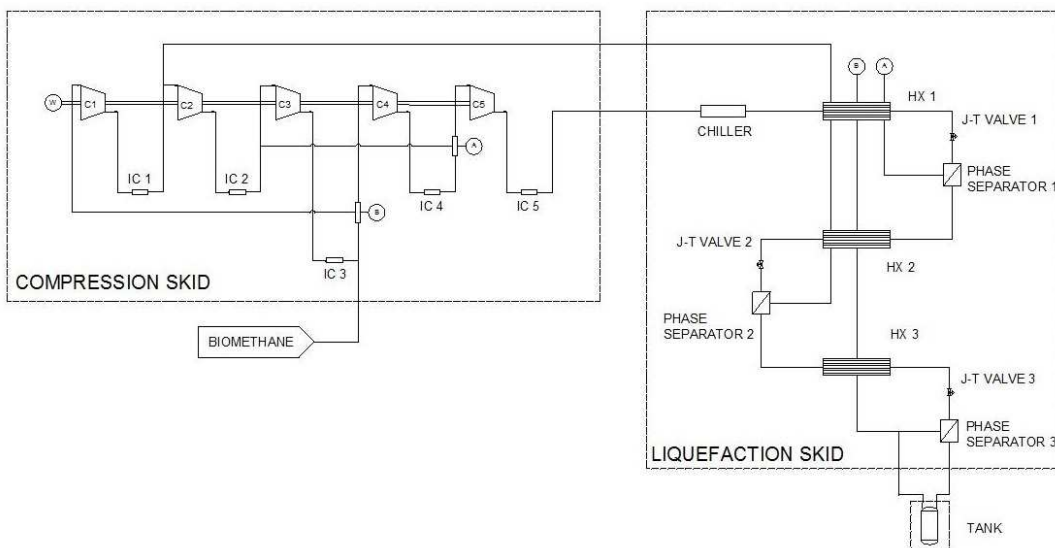 B
A
HX 1
W
C1
C2
C3
C4
C5
CHILLER
J-T VALVE 1
A
IC 1
IC 2
IC 4
IC 5
PHASE
SEPARATOR 1
B
J-T VALVE 2
HX 2
IC 3
COMPRESSION SKID
PHASE
SEPARATOR 2
HX 3
BIOMETHANE
J-T VALVE 3
PHASE
SEPARATOR 3
LIQUEFACTION SKID
TANK